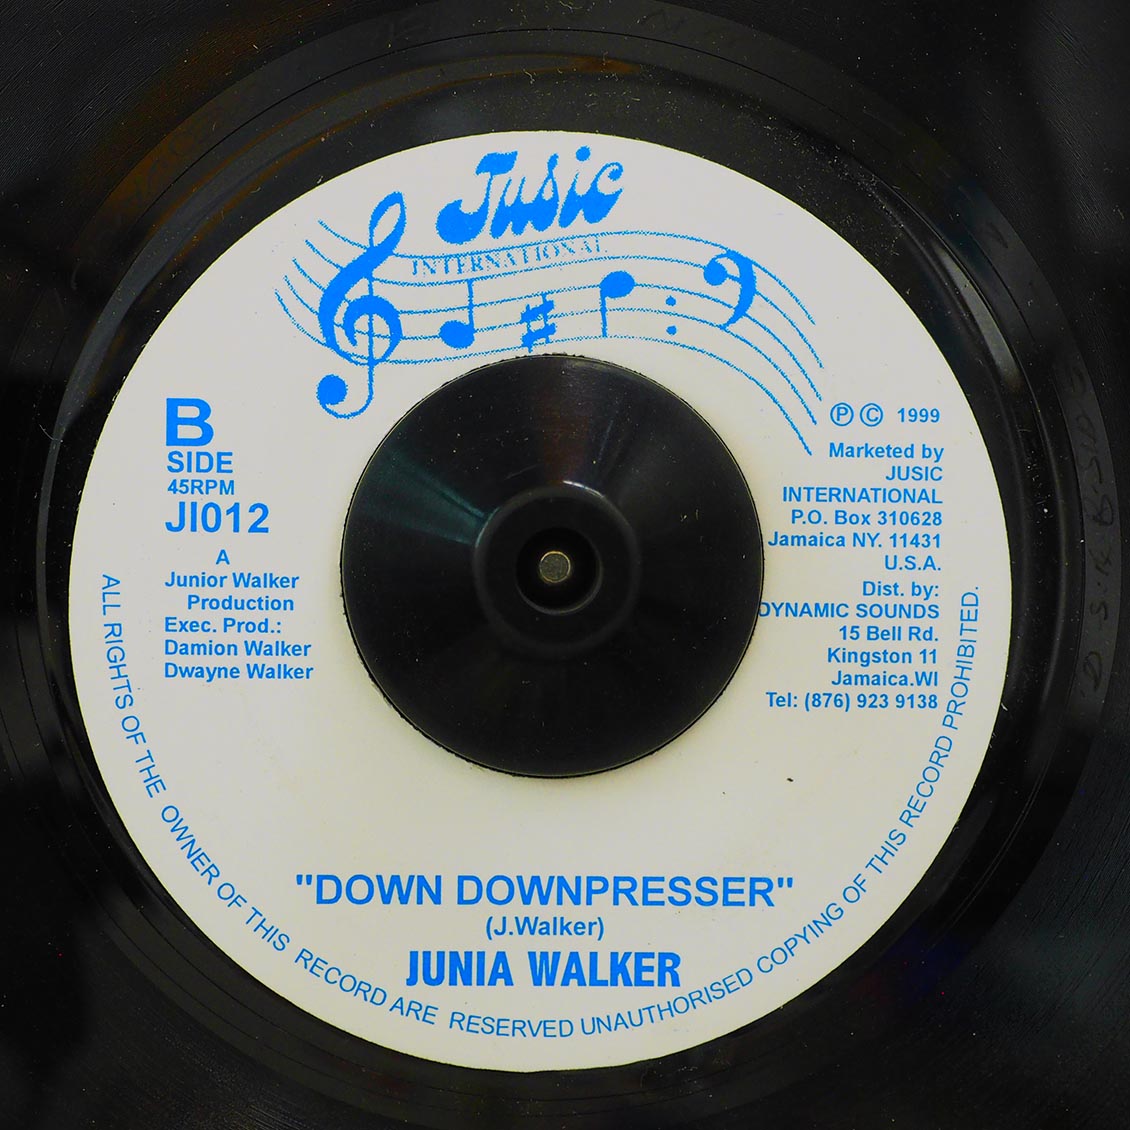 Jusic
INTERNATIONAL
B
SIDE
45RPM
JI012
A
Junior Walker
Production
Exec. Prod.:
Damion Walker
Dwayne Walker
Ⓟ © 1999
Marketed by
JUSIC
INTERNATIONAL
P.O. Box 310628
Jamaica NY. 11431
U.S.A.
Dist. by:
DYNAMIC SOUNDS
15 Bell Rd.
Kingston 11
Jamaica.WI
Tel: (876) 923 9138
"DOWN DOWNPRESSER"
(J.Walker)
JUNIA WALKER
ALL RIGHTS OF THE OWNER OF THIS RECORD ARE RESERVED UNAUTHORISED COPYING OF THIS RECORD PROHIBITED.